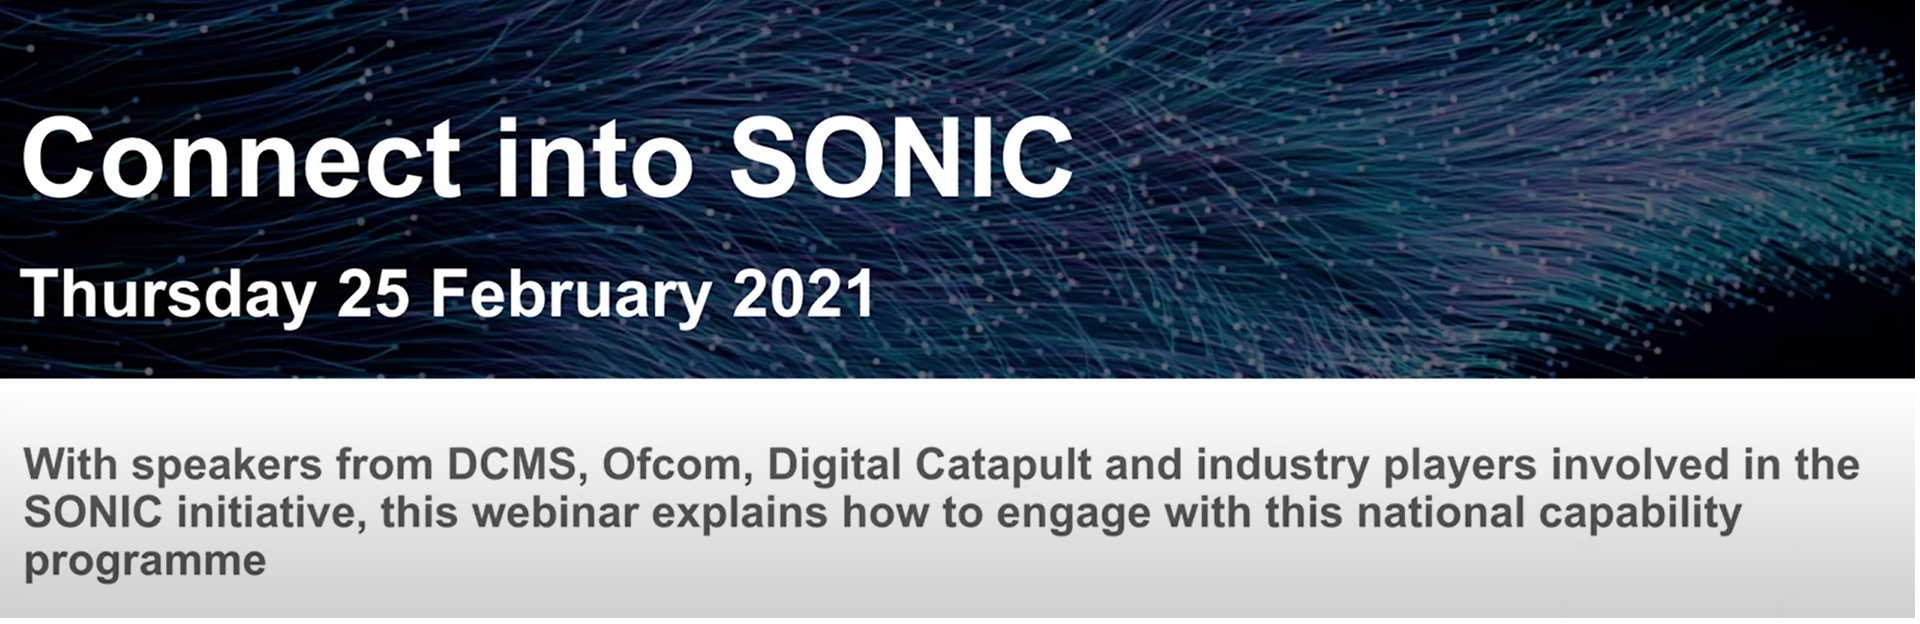 Connect into SONIC
Thursday 25 February 2021
With speakers from DCMS, Ofcom, Digital Catapult and industry players involved in the
SONIC initiative, this webinar explains how to engage with this national capability
programme